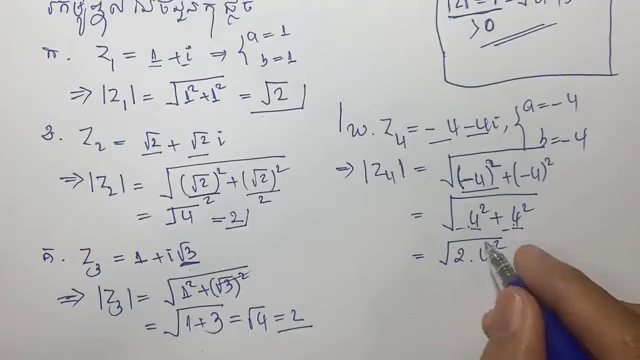 ក. Z₁ = 1 + i ⇒ { a = 1
b = 1
⇒ |Z₁| = √(1² + 1²) = √2
ខ. Z₂ = √2 + √2 i
⇒ |Z₂| = √((√2)² + (√2)²)
= √4 = 2
គ. Z₃ = 1 + i√3
⇒ |Z₃| = √(1² + (√3)²)
= √(1+3) = √4 = 2
>0
ឃ. Z₄ = -4 -4i, { a = -4
b = -4
⇒ |Z₄| = √((-4)² + (-4)²)
= √(4² + 4²)
= √(2.4²)